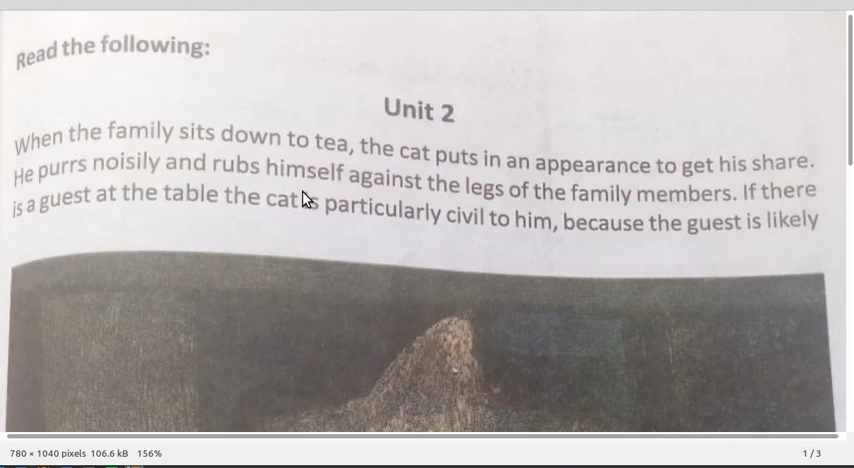 Read the following:
Unit 2
When the family sits down to tea, the cat puts in an appearance to get his share.
He purrs noisily and rubs himself against the legs of the family members. If there
is a guest at the table the cat is particularly civil to him, because the guest is likely
780 × 1040 pixels 106.6 kB 156%
1 / 3